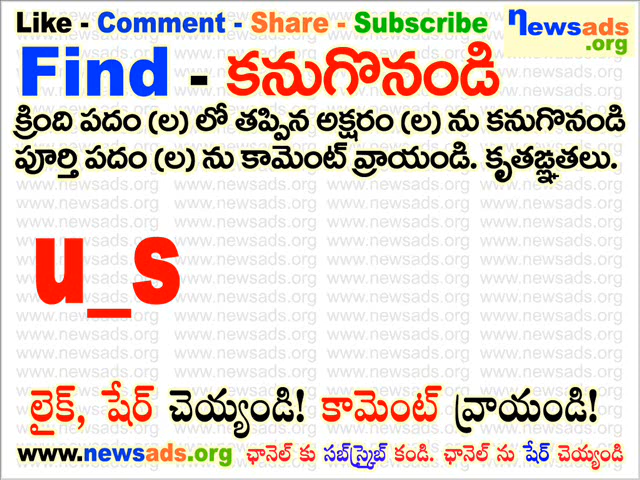 Like - Comment - Share - Subscribe
newsads
.org
Find - కనుగొనండి
క్రింది పదం (ల) లో తప్పిన అక్షరం (ల) ను కనుగొనండి
పూర్తి పదం (ల) ను కామెంట్ వ్రాయండి. కృతజ్ఞతలు.
u_s
లైక్, షేర్ చెయ్యండి! కామెంట్ వ్రాయండి!
www.newsads.org ఛానెల్ కు సబ్‌స్క్రైబ్ కండి. ఛానెల్ ను షేర్ చెయ్యండి